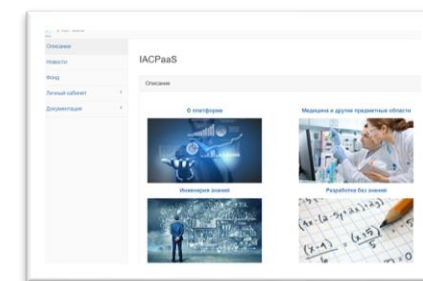 Описание
Новости
Фонд
Личный кабинет
Документация
IACPaaS
Описание
О платформе
Медицина и другие предметные области
Инженерия знаний
Разработка баз знаний